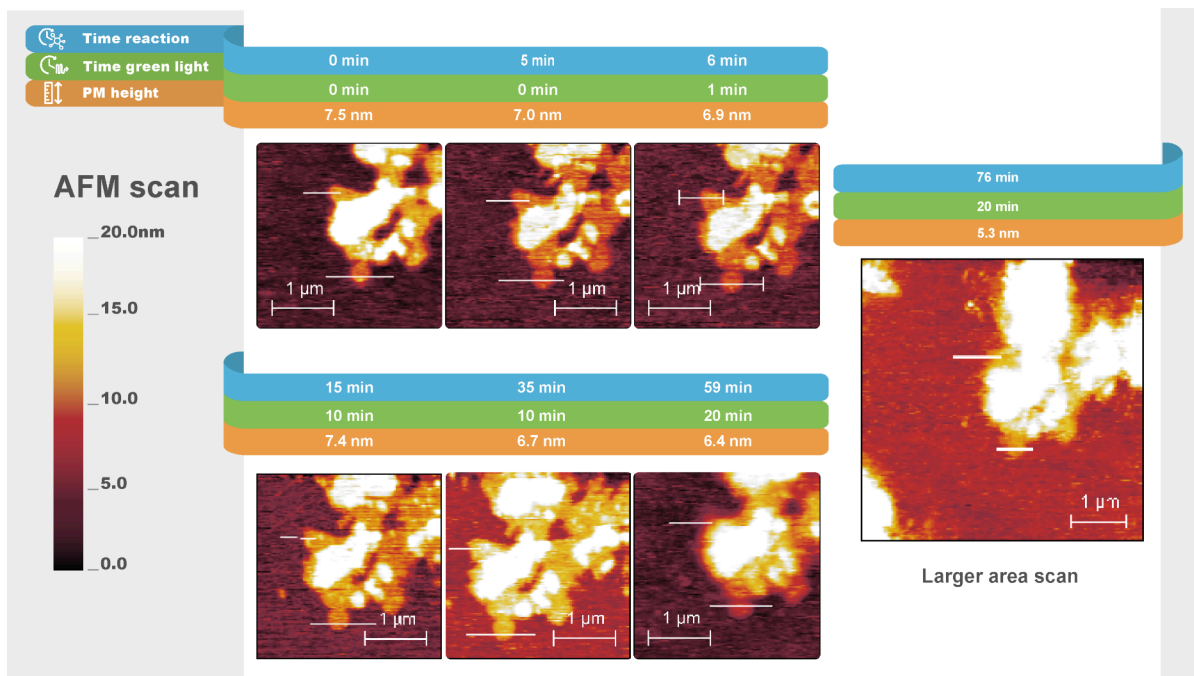 Time reaction
Time green light
PM height
0 min 5 min 6 min
0 min 0 min 1 min
7.5 nm 7.0 nm 6.9 nm
1 µm 1 µm 1 µm
76 min
20 min
5.3 nm
AFM scan
20.0nm
15.0
10.0
5.0
0.0
15 min 35 min 59 min
10 min 10 min 20 min
7.4 nm 6.7 nm 6.4 nm
1 µm 1 µm 1 µm
1 µm
Larger area scan